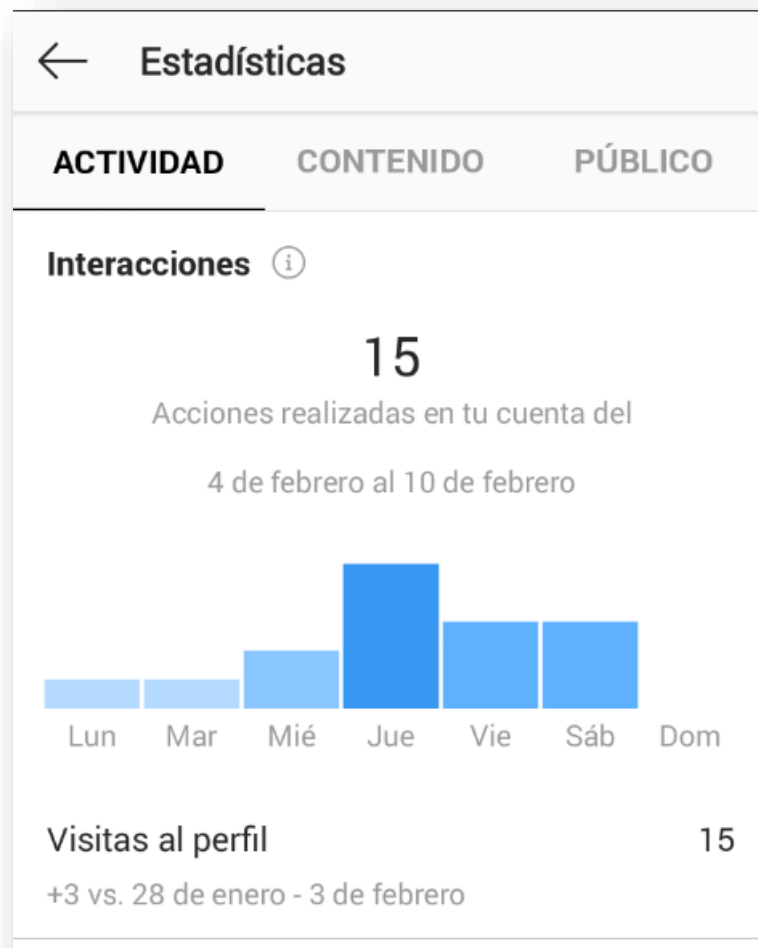 Estadísticas
ACTIVIDAD CONTENIDO PÚBLICO
Interacciones
15
Acciones realizadas en tu cuenta del
4 de febrero al 10 de febrero
Lun Mar Mié Jue Vie Sáb Dom
Visitas al perfil 15
+3 vs. 28 de enero - 3 de febrero